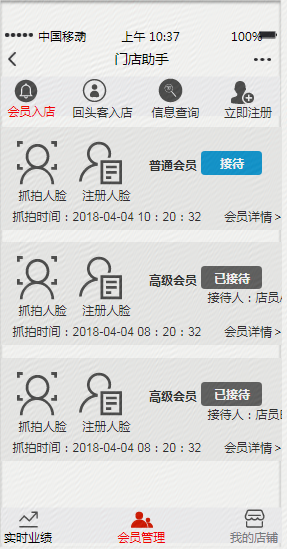 中国移动 上午 10:37 100%
门店助手
会员入店 回头客入店 信息查询 立即注册
普通会员 接待
抓拍人脸 注册人脸
抓拍时间：2018-04-04 10：20：32 会员详情 >
高级会员 已接待
接待人：店员
抓拍人脸 注册人脸
抓拍时间：2018-04-04 08：20：32 会员详情 >
高级会员 已接待
接待人：店员
抓拍人脸 注册人脸
抓拍时间：2018-04-04 08：20：32 会员详情 >
实时业绩 会员管理 我的店铺